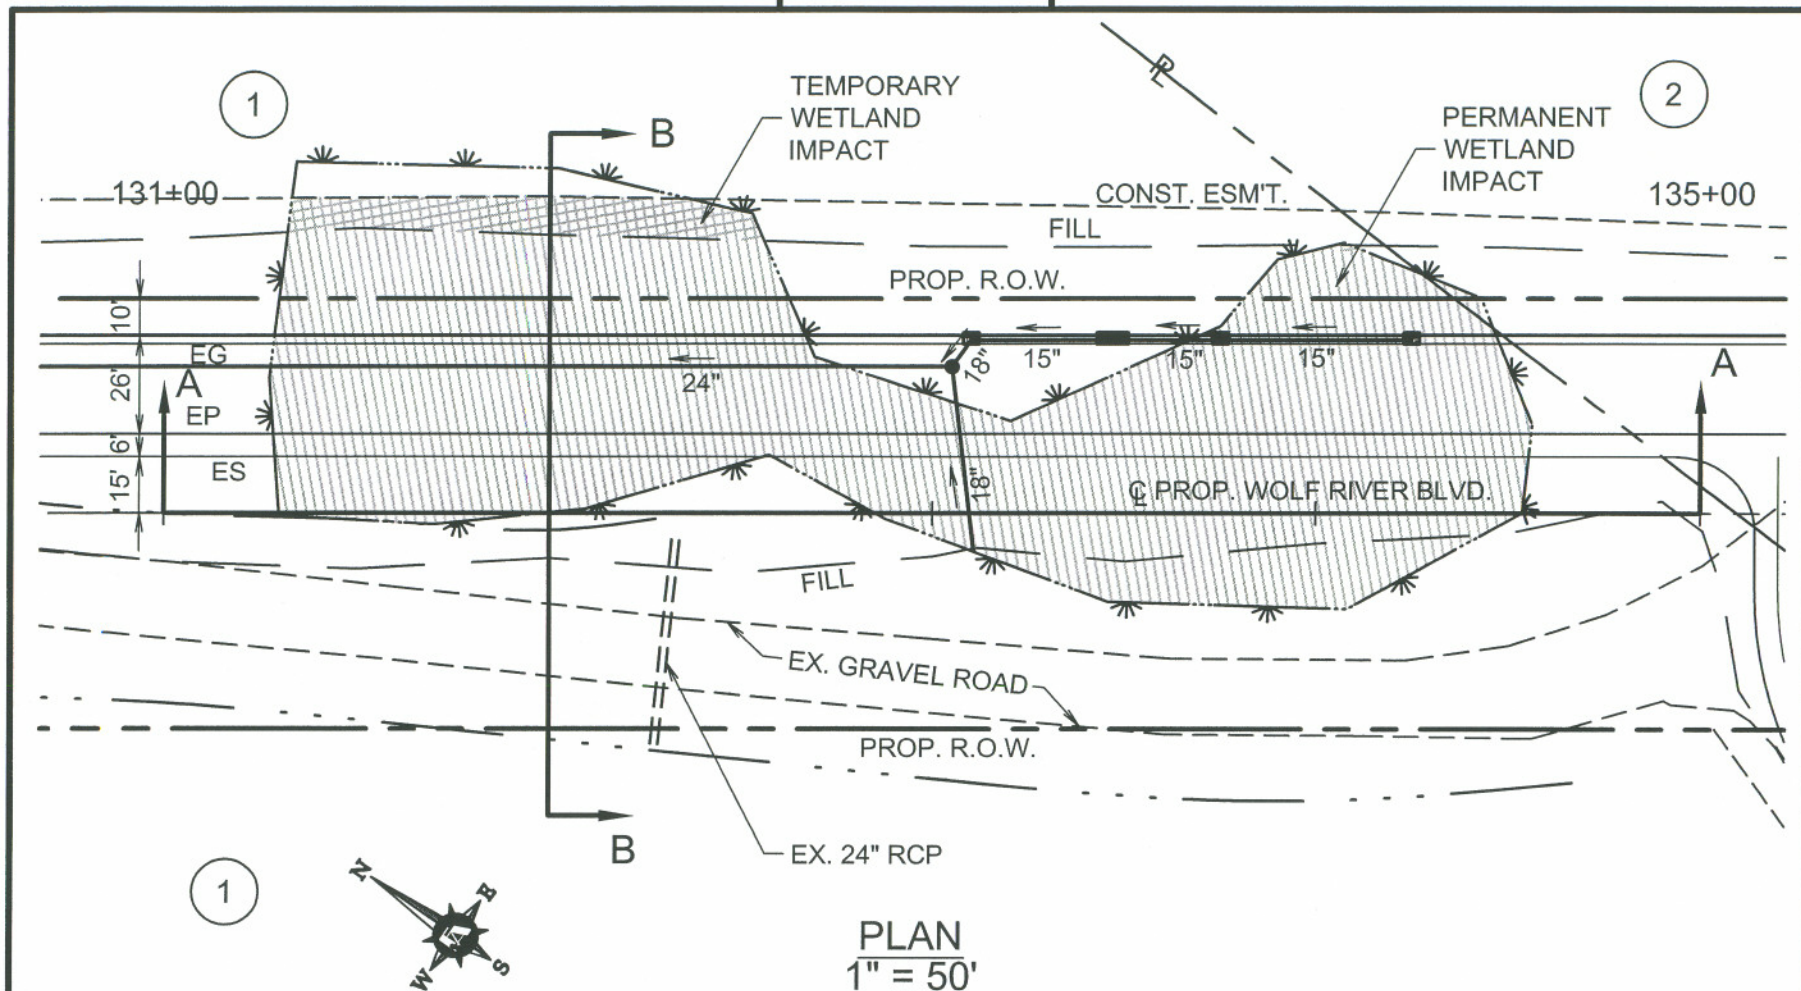 1
TEMPORARY
WETLAND
IMPACT
B
PL
2
PERMANENT
WETLAND
IMPACT
131+00
CONST. ESM'T.
135+00
FILL
PROP. R.O.W.
10'
EG
26'
A
24"
18"
15"
15"
15"
A
EP
6'
ES
15'
18"
CL PROP. WOLF RIVER BLVD.
FILL
EX. GRAVEL ROAD
PROP. R.O.W.
B
EX. 24" RCP
1
N
E
W
S
PLAN
1" = 50'